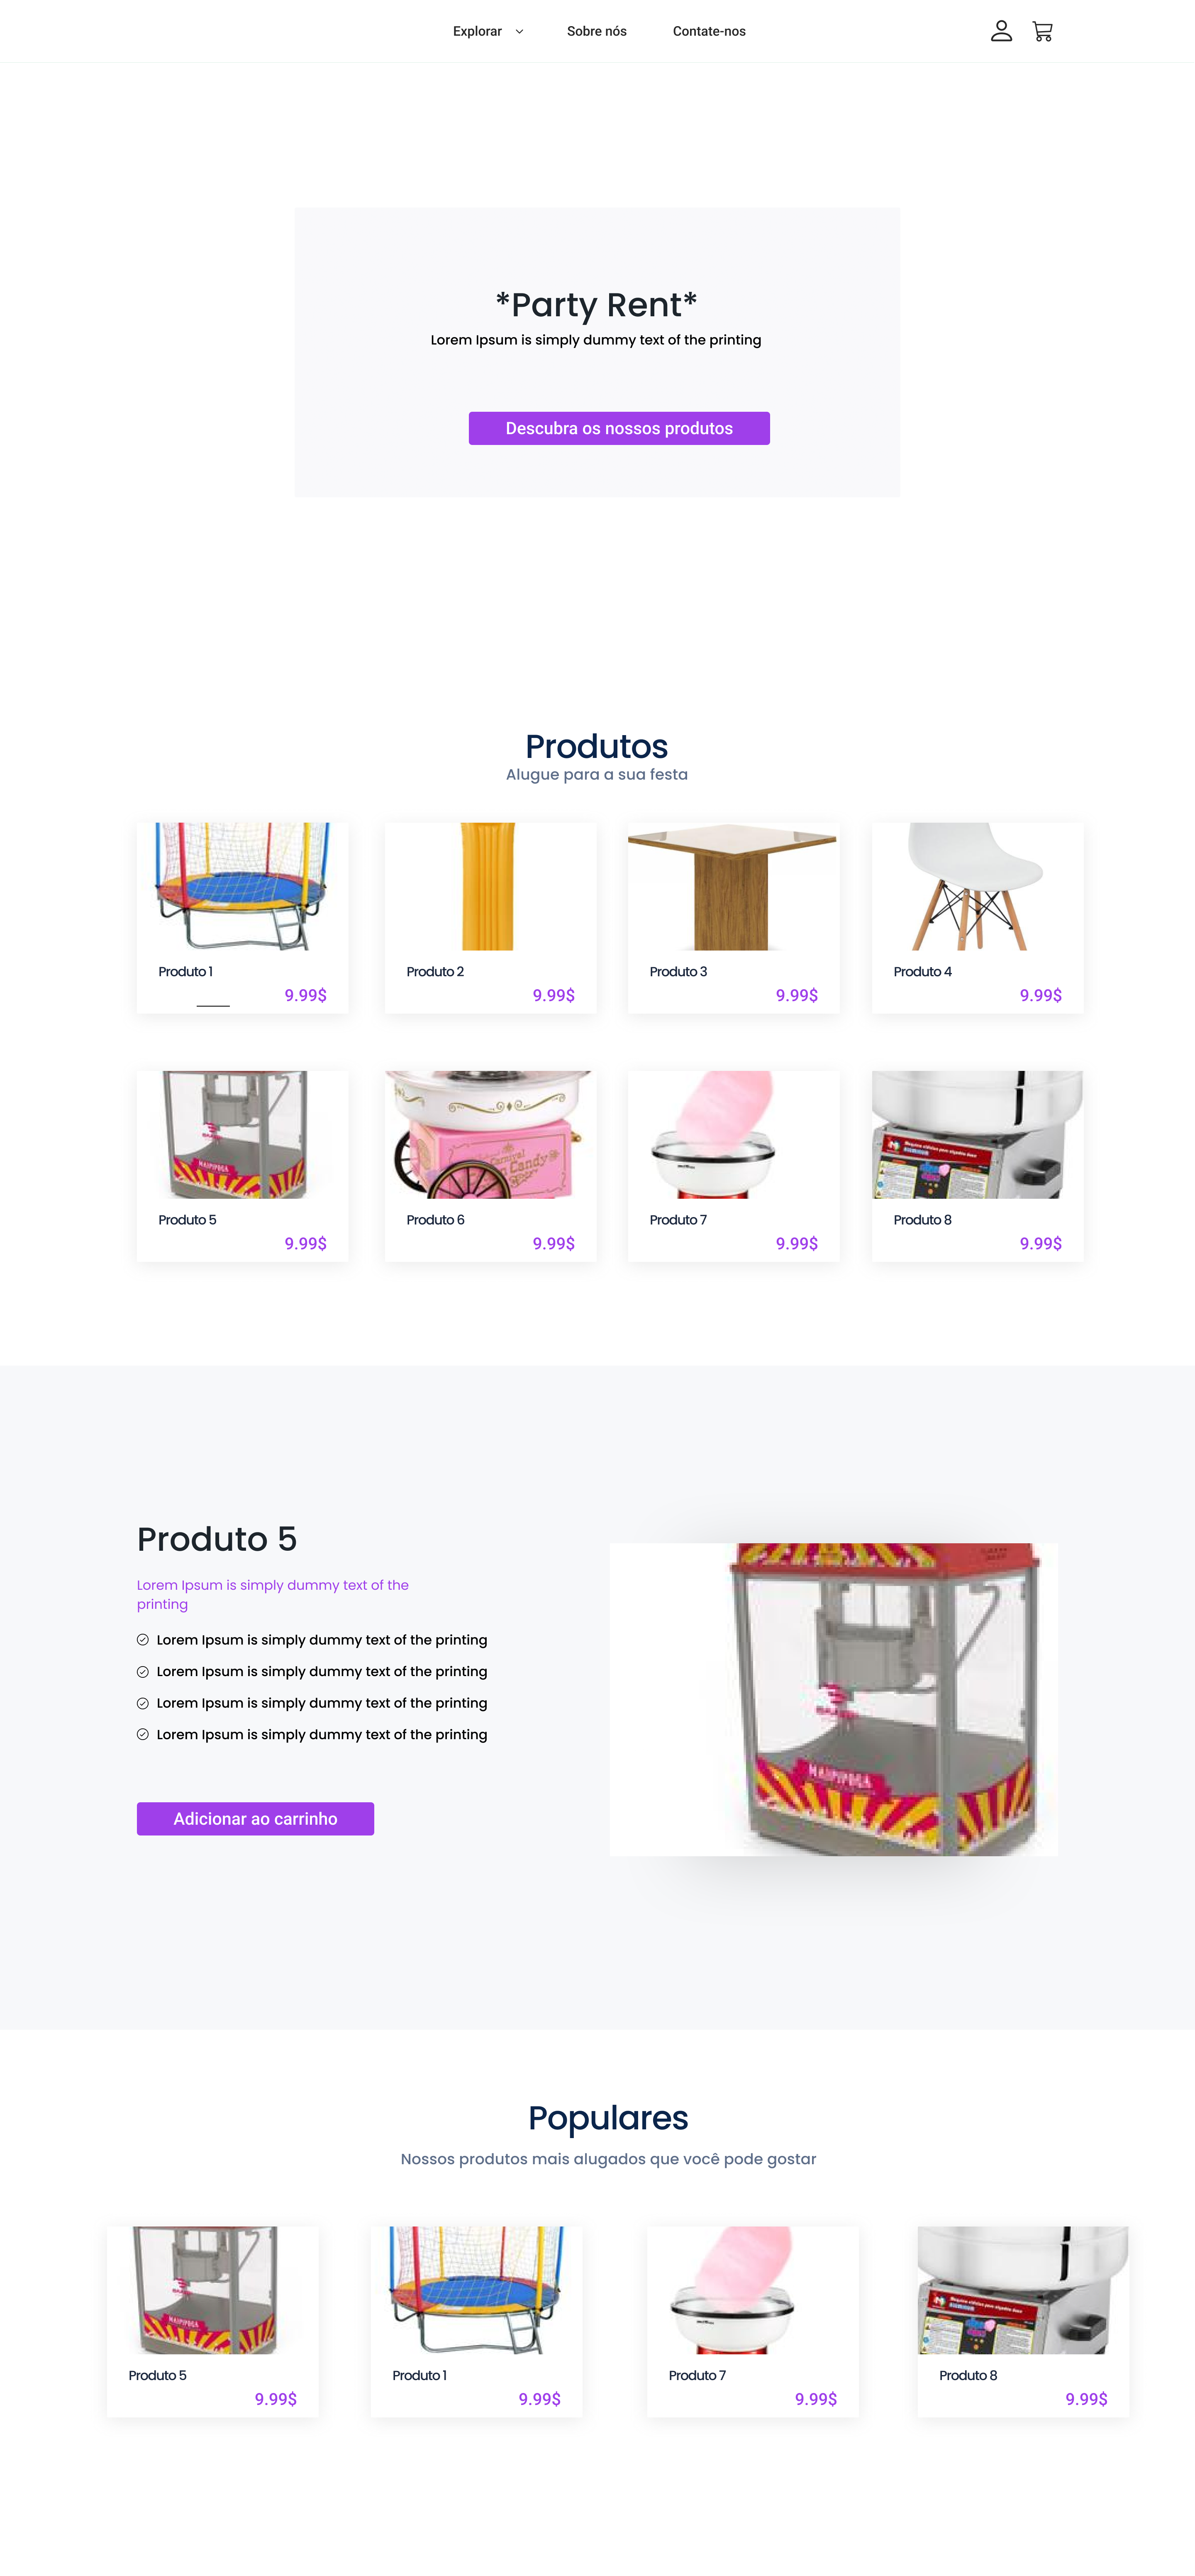 Explorar
Sobre nós
Contate-nos
*Party Rent*
Lorem Ipsum is simply dummy text of the printing
Descubra os nossos produtos
Produtos
Alugue para a sua festa
Produto 1
9.99$
Produto 2
9.99$
Produto 3
9.99$
Produto 4
9.99$
Carnival
Candy
Produto 5
9.99$
Produto 6
9.99$
Produto 7
9.99$
Produto 8
9.99$
Produto 5
Lorem Ipsum is simply dummy text of the
printing
Lorem Ipsum is simply dummy text of the printing
Lorem Ipsum is simply dummy text of the printing
Lorem Ipsum is simply dummy text of the printing
Lorem Ipsum is simply dummy text of the printing
Adicionar ao carrinho
Populares
Nossos produtos mais alugados que você pode gostar
Produto 5
9.99$
Produto 1
9.99$
Produto 7
9.99$
Produto 8
9.99$